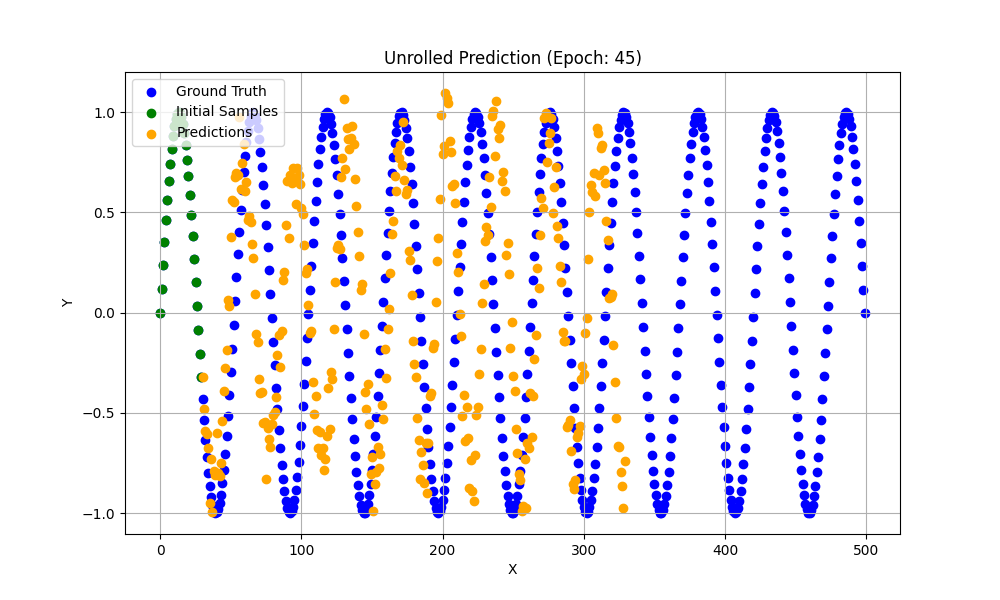 Unrolled Prediction (Epoch: 45)
Ground Truth
Initial Samples
Predictions
1.0
0.5
0.0
−0.5
−1.0
Y
0
100
200
300
400
500
X